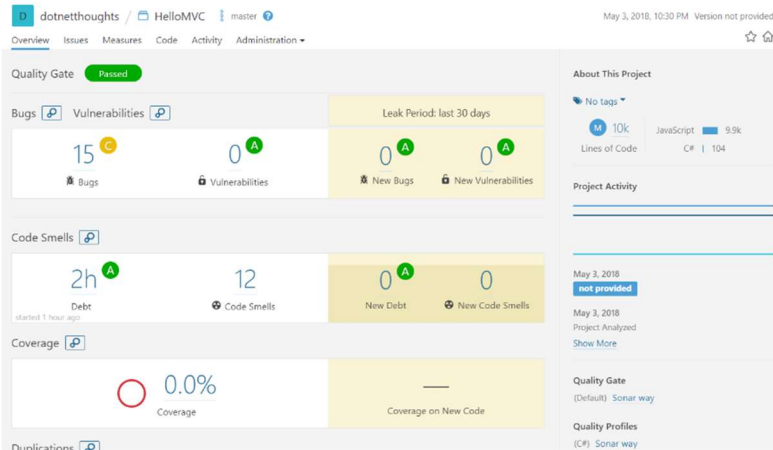 D dotnetthoughts / HelloMVC master ?
May 3, 2018, 10:30 PM Version not provided
Overview Issues Measures Code Activity Administration
Quality Gate Passed
Bugs Vulnerabilities
Leak Period: last 30 days
15 C
Bugs
0 A
Vulnerabilities
0 A
New Bugs
0 A
New Vulnerabilities
Code Smells
2h A
Debt
started 1 hour ago
12
Code Smells
0 A
New Debt
0
New Code Smells
Coverage
0.0%
Coverage
Coverage on New Code
Duplications
About This Project
No tags
M 10k
Lines of Code
JavaScript 9.9k
C# 104
Project Activity
May 3, 2018
not provided
May 3, 2018
Project Analyzed
Show More
Quality Gate
(Default) Sonar way
Quality Profiles
(C#) Sonar way